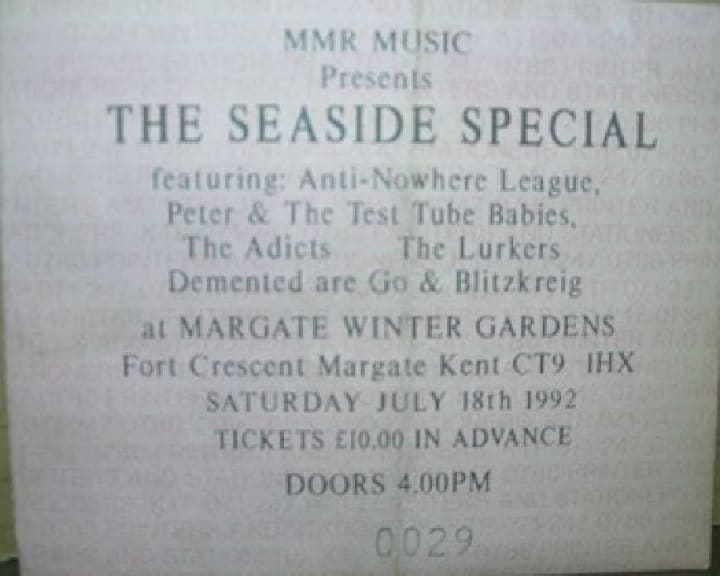 MMR MUSIC
Presents
THE SEASIDE SPECIAL
featuring: Anti-Nowhere League,
Peter & The Test Tube Babies,
The Adicts The Lurkers
Demented are Go & Blitzkreig
at MARGATE WINTER GARDENS
Fort Crescent Margate Kent CT9 1HX
SATURDAY JULY 18th 1992
TICKETS £10.00 IN ADVANCE
DOORS 4.00PM
0029